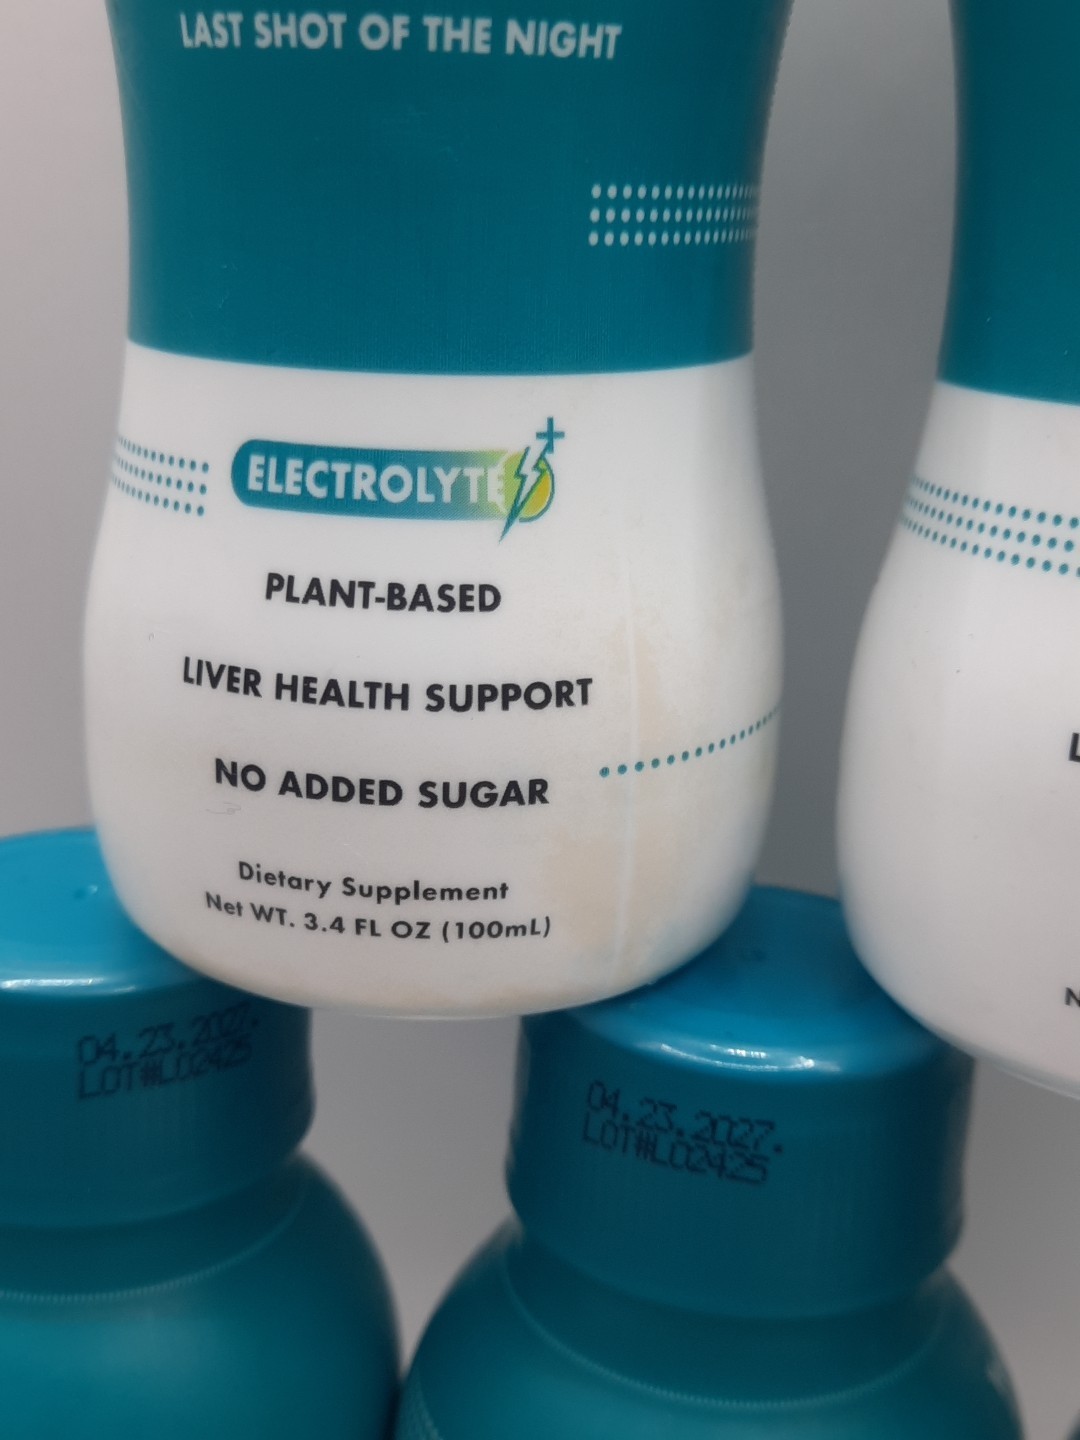 LAST SHOT OF THE NIGHT
ELECTROLYTE
PLANT-BASED
LIVER HEALTH SUPPORT
NO ADDED SUGAR
Dietary Supplement
Net WT. 3.4 FL OZ (100mL)
L
N
04.23.2027.
LOT#L02425
04.23.2027.
LOT#L02425